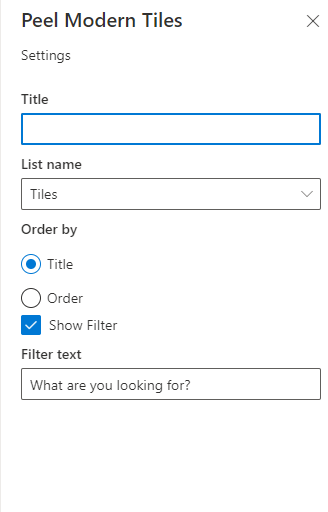 Peel Modern Tiles
Settings
Title
List name
Tiles
Order by
Title
Order
Show Filter
Filter text
What are you looking for?